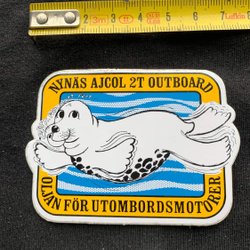 NYNÄS AJCOL 2T OUTBOARD
OLJAN FÖR UTOMBORDSMOTORER